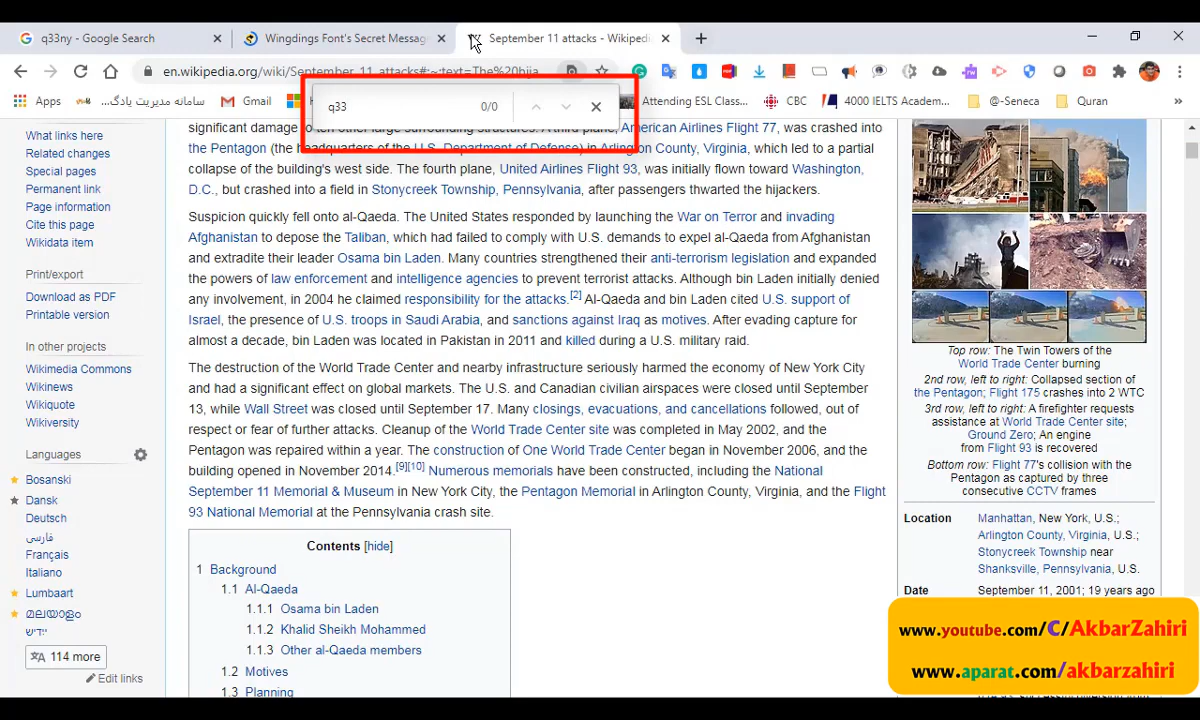 q33ny - Google Search
Wingdings Font's Secret Messag
September 11 attacks - Wikiped
en.wikipedia.org/wiki/September_11_attacks#:~:text=The%20hija
q33
0/0
Apps
سامانه مدیریت یادگ...
Gmail
Attending ESL Class...
CBC
4000 IELTS Academ...
@-Seneca
Quran
What links here
Related changes
Special pages
Permanent link
Page information
Cite this page
Wikidata item
Print/export
Download as PDF
Printable version
In other projects
Wikimedia Commons
Wikinews
Wikiquote
Wikiversity
Languages
Bosanski
Dansk
Deutsch
فارسی
Français
Italiano
Lumbaart
മലയാളം
ייִדיש
114 more
Edit links
significant damage to ten other large surrounding structures. A third plane, American Airlines Flight 77, was crashed into
the Pentagon (the headquarters of the U.S. Department of Defense) in Arlington County, Virginia, which led to a partial
collapse of the building's west side. The fourth plane, United Airlines Flight 93, was initially flown toward Washington,
D.C., but crashed into a field in Stonycreek Township, Pennsylvania, after passengers thwarted the hijackers.
Suspicion quickly fell onto al-Qaeda. The United States responded by launching the War on Terror and invading
Afghanistan to depose the Taliban, which had failed to comply with U.S. demands to expel al-Qaeda from Afghanistan
and extradite their leader Osama bin Laden. Many countries strengthened their anti-terrorism legislation and expanded
the powers of law enforcement and intelligence agencies to prevent terrorist attacks. Although bin Laden initially denied
any involvement, in 2004 he claimed responsibility for the attacks.[2] Al-Qaeda and bin Laden cited U.S. support of
Israel, the presence of U.S. troops in Saudi Arabia, and sanctions against Iraq as motives. After evading capture for
almost a decade, bin Laden was located in Pakistan in 2011 and killed during a U.S. military raid.
The destruction of the World Trade Center and nearby infrastructure seriously harmed the economy of New York City
and had a significant effect on global markets. The U.S. and Canadian civilian airspaces were closed until September
13, while Wall Street was closed until September 17. Many closings, evacuations, and cancellations followed, out of
respect or fear of further attacks. Cleanup of the World Trade Center site was completed in May 2002, and the
Pentagon was repaired within a year. The construction of One World Trade Center began in November 2006, and the
building opened in November 2014.[9][10] Numerous memorials have been constructed, including the National
September 11 Memorial & Museum in New York City, the Pentagon Memorial in Arlington County, Virginia, and the Flight
93 National Memorial at the Pennsylvania crash site.
Contents [hide]
1 Background
1.1 Al-Qaeda
1.1.1 Osama bin Laden
1.1.2 Khalid Sheikh Mohammed
1.1.3 Other al-Qaeda members
1.2 Motives
1.3 Planning
Top row: The Twin Towers of the
World Trade Center burning
2nd row, left to right: Collapsed section of
the Pentagon; Flight 175 crashes into 2 WTC
3rd row, left to right: A firefighter requests
assistance at World Trade Center site;
Ground Zero; An engine
from Flight 93 is recovered
Bottom row: Flight 77's collision with the
Pentagon as captured by three
consecutive CCTV frames
Location
Manhattan, New York, U.S.;
Arlington County, Virginia, U.S.;
Stonycreek Township near
Shanksville, Pennsylvania, U.S.
Date
September 11, 2001; 19 years ago
www.youtube.com/C/AkbarZahiri
www.aparat.com/akbarzahiri